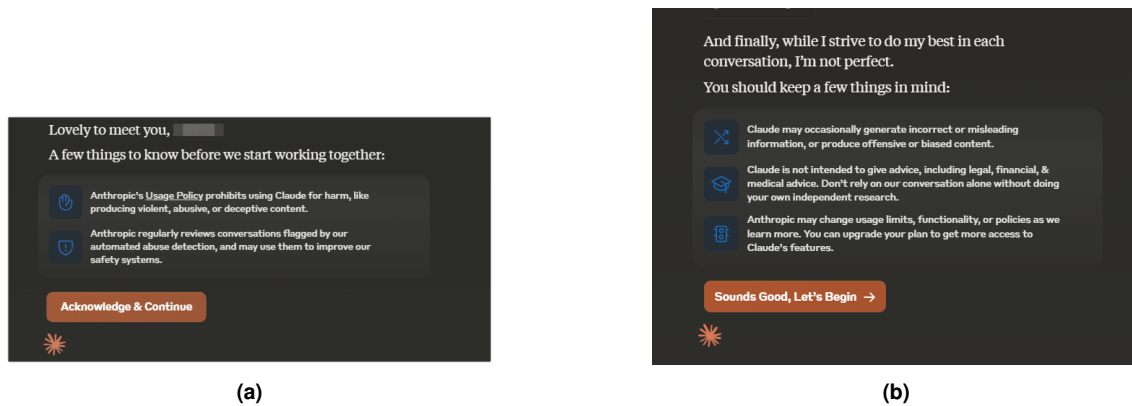 Lovely to meet you,
A few things to know before we start working together:
Anthropic's Usage Policy prohibits using Claude for harm, like
producing violent, abusive, or deceptive content.
Anthropic regularly reviews conversations flagged by our
automated abuse detection, and may use them to improve our
safety systems.
Acknowledge & Continue
(a)
And finally, while I strive to do my best in each
conversation, I'm not perfect.
You should keep a few things in mind:
Claude may occasionally generate incorrect or misleading
information, or produce offensive or biased content.
Claude is not intended to give advice, including legal, financial, &
medical advice. Don't rely on our conversation alone without doing
your own independent research.
Anthropic may change usage limits, functionality, or policies as we
learn more. You can upgrade your plan to get more access to
Claude's features.
Sounds Good, Let's Begin →
(b)